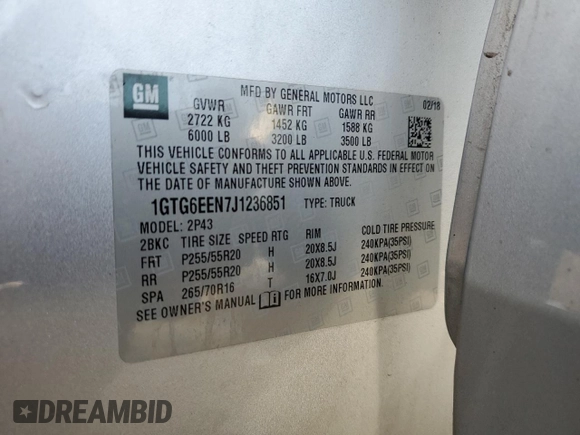 GM
MFD BY GENERAL MOTORS LLC 02/18
GVWR GAWR FRT GAWR RR
2722 KG 1452 KG 1588 KG
6000 LB 3200 LB 3500 LB
THIS VEHICLE CONFORMS TO ALL APPLICABLE U.S. FEDERAL MOTOR
VEHICLE SAFETY AND THEFT PREVENTION STANDARDS IN EFFECT ON
THE DATE OF MANUFACTURE SHOWN ABOVE.
1GTG6EEN7J1236851 TYPE: TRUCK
MODEL: 2P43
2BKC TIRE SIZE SPEED RTG RIM COLD TIRE PRESSURE
FRT P255/55R20 H 20X8.5J 240KPA(35PSI)
RR P255/55R20 H 20X8.5J 240KPA(35PSI)
SPA 265/70R16 T 16X7.0J 240KPA(35PSI)
SEE OWNER'S MANUAL FOR MORE INFORMATION.
DREAMBID